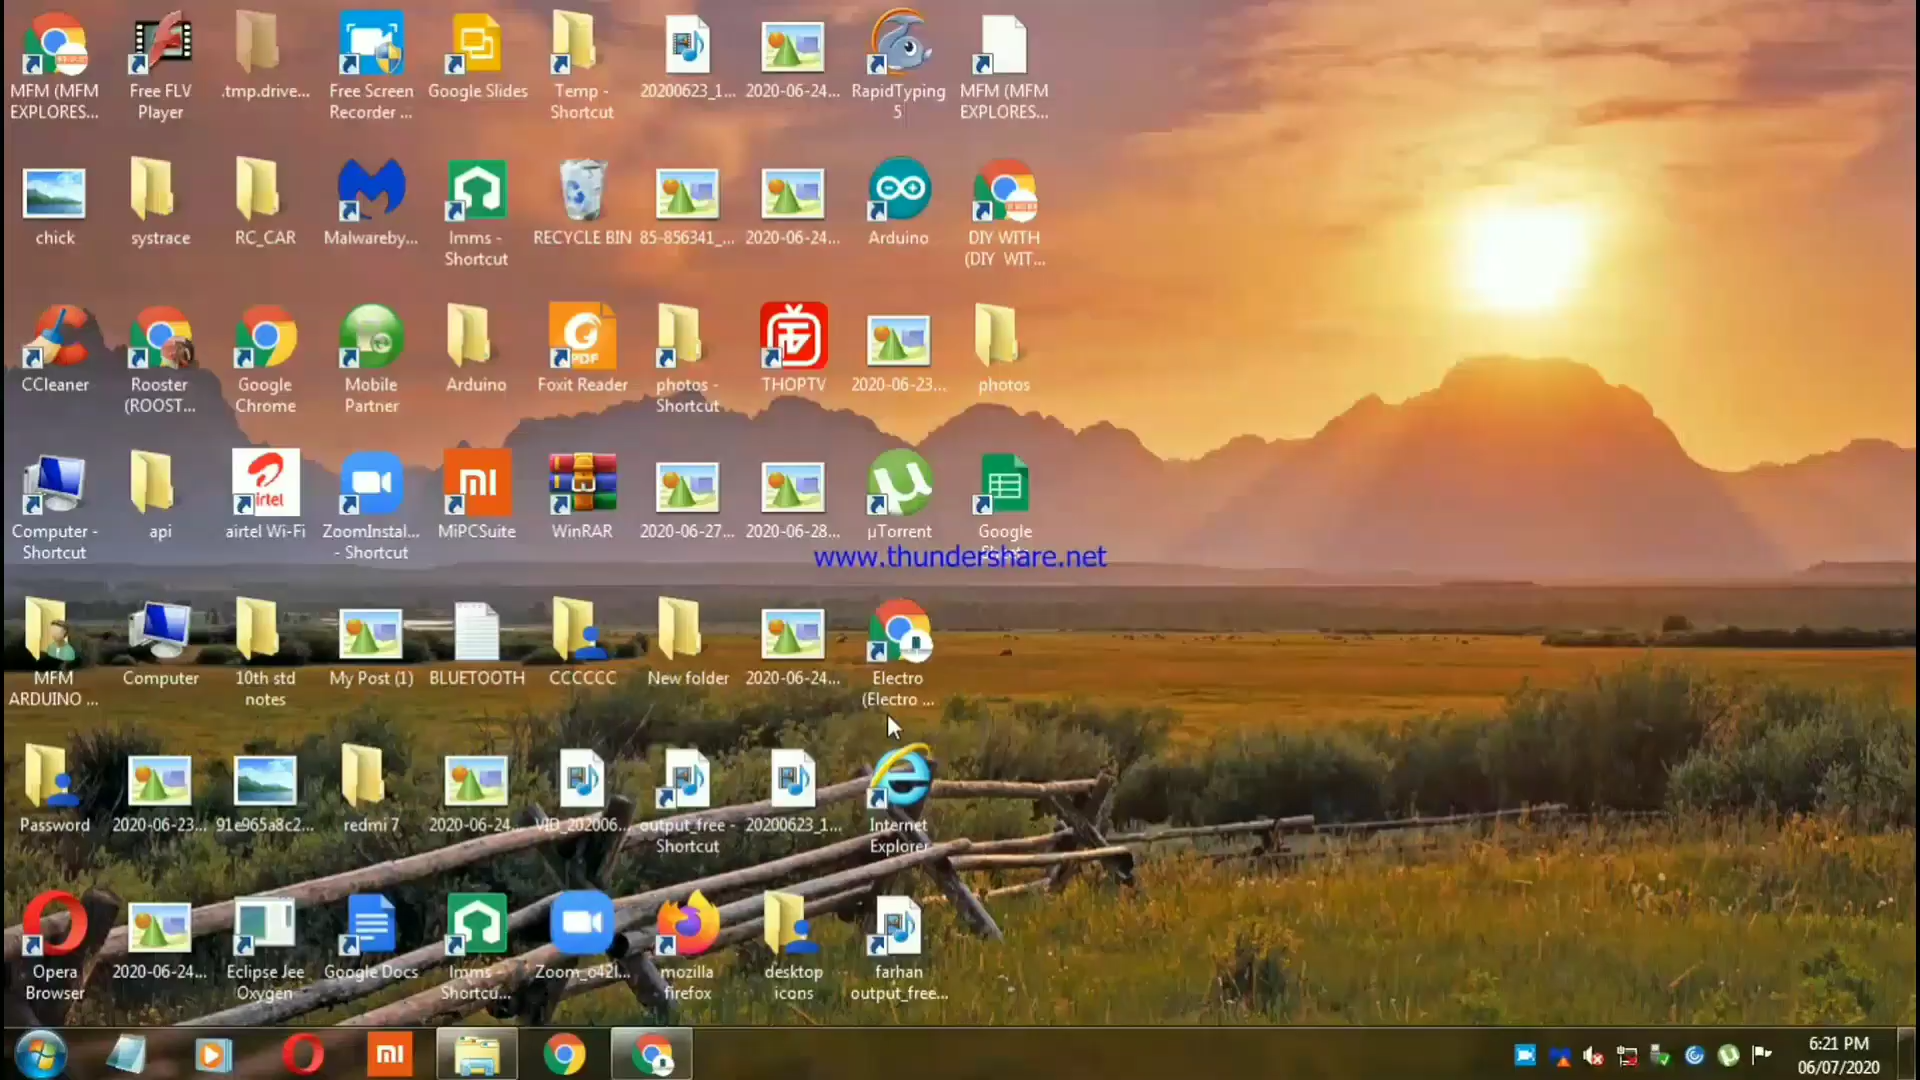 MFM (MFM
EXPLORES...
Free FLV
Player
.tmp.drive...
Free Screen
Recorder ...
Google Slides
Temp -
Shortcut
20200623_1...
2020-06-24...
RapidTyping
5
MFM (MFM
EXPLORES...
chick
systrace
RC_CAR
Malwareby...
lmms -
Shortcut
RECYCLE BIN
85-856341_...
2020-06-24...
Arduino
DIY WITH
(DIY WIT...
CCleaner
Rooster
(ROOST...
Google
Chrome
Mobile
Partner
Arduino
PDF
Foxit Reader
photos -
Shortcut
THOPTV
2020-06-23...
photos
Computer -
Shortcut
api
airtel
airtel Wi-Fi
ZoomInstal...
- Shortcut
MI
MiPCSuite
WinRAR
2020-06-27...
2020-06-28...
µTorrent
Google
www.thundershare.net
MFM
ARDUINO ...
Computer
10th std
notes
My Post (1)
BLUETOOTH
CCCCCC
New folder
2020-06-24...
Electro
(Electro ...
Password
2020-06-23...
91e965a8c2...
redmi 7
2020-06-24...
VID_202006...
output_free -
Shortcut
20200623_1...
Internet
Explorer
Opera
Browser
2020-06-24...
Eclipse Jee
Oxygen
Google Docs
lmms -
Shortcu...
Zoom_o42l...
mozilla
firefox
desktop
icons
farhan
output_free...
MI
6:21 PM
06/07/2020